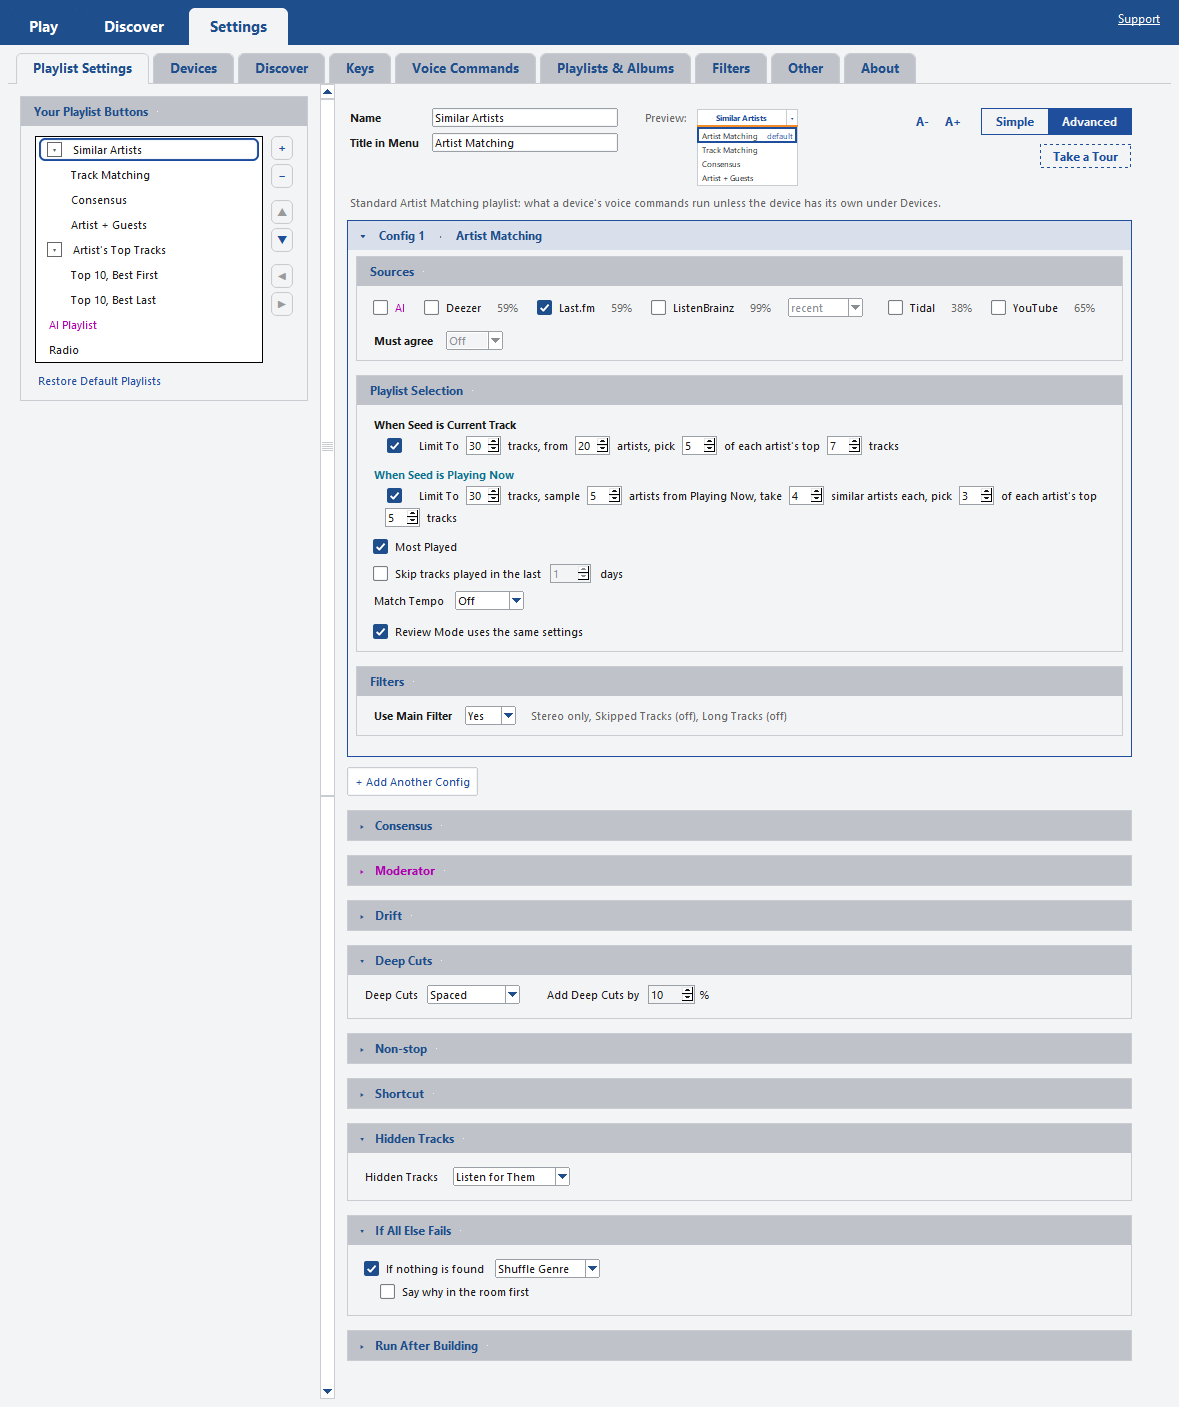 Play Discover Settings Support
Playlist Settings Devices Discover Keys Voice Commands Playlists & Albums Filters Other About
Your Playlist Buttons
Similar Artists
Track Matching
Consensus
Artist + Guests
Artist's Top Tracks
Top 10, Best First
Top 10, Best Last
AI Playlist
Radio
Restore Default Playlists
Name Similar Artists
Title in Menu Artist Matching
Preview: Similar Artists
Artist Matching default
Track Matching
Consensus
Artist + Guests
A- A+ Simple Advanced
Take a Tour
Standard Artist Matching playlist: what a device's voice commands run unless the device has its own under Devices.
Config 1 · Artist Matching
Sources
AI Deezer 59% Last.fm 59% ListenBrainz 99% recent Tidal 38% YouTube 65%
Must agree Off
Playlist Selection
When Seed is Current Track
Limit To 30 tracks, from 20 artists, pick 5 of each artist's top 7 tracks
When Seed is Playing Now
Limit To 30 tracks, sample 5 artists from Playing Now, take 4 similar artists each, pick 3 of each artist's top
5 tracks
Most Played
Skip tracks played in the last 1 days
Match Tempo Off
Review Mode uses the same settings
Filters
Use Main Filter Yes Stereo only, Skipped Tracks (off), Long Tracks (off)
+ Add Another Config
Consensus
Moderator
Drift
Deep Cuts
Deep Cuts Spaced Add Deep Cuts by 10 %
Non-stop
Shortcut
Hidden Tracks
Hidden Tracks Listen for Them
If All Else Fails
If nothing is found Shuffle Genre
Say why in the room first
Run After Building